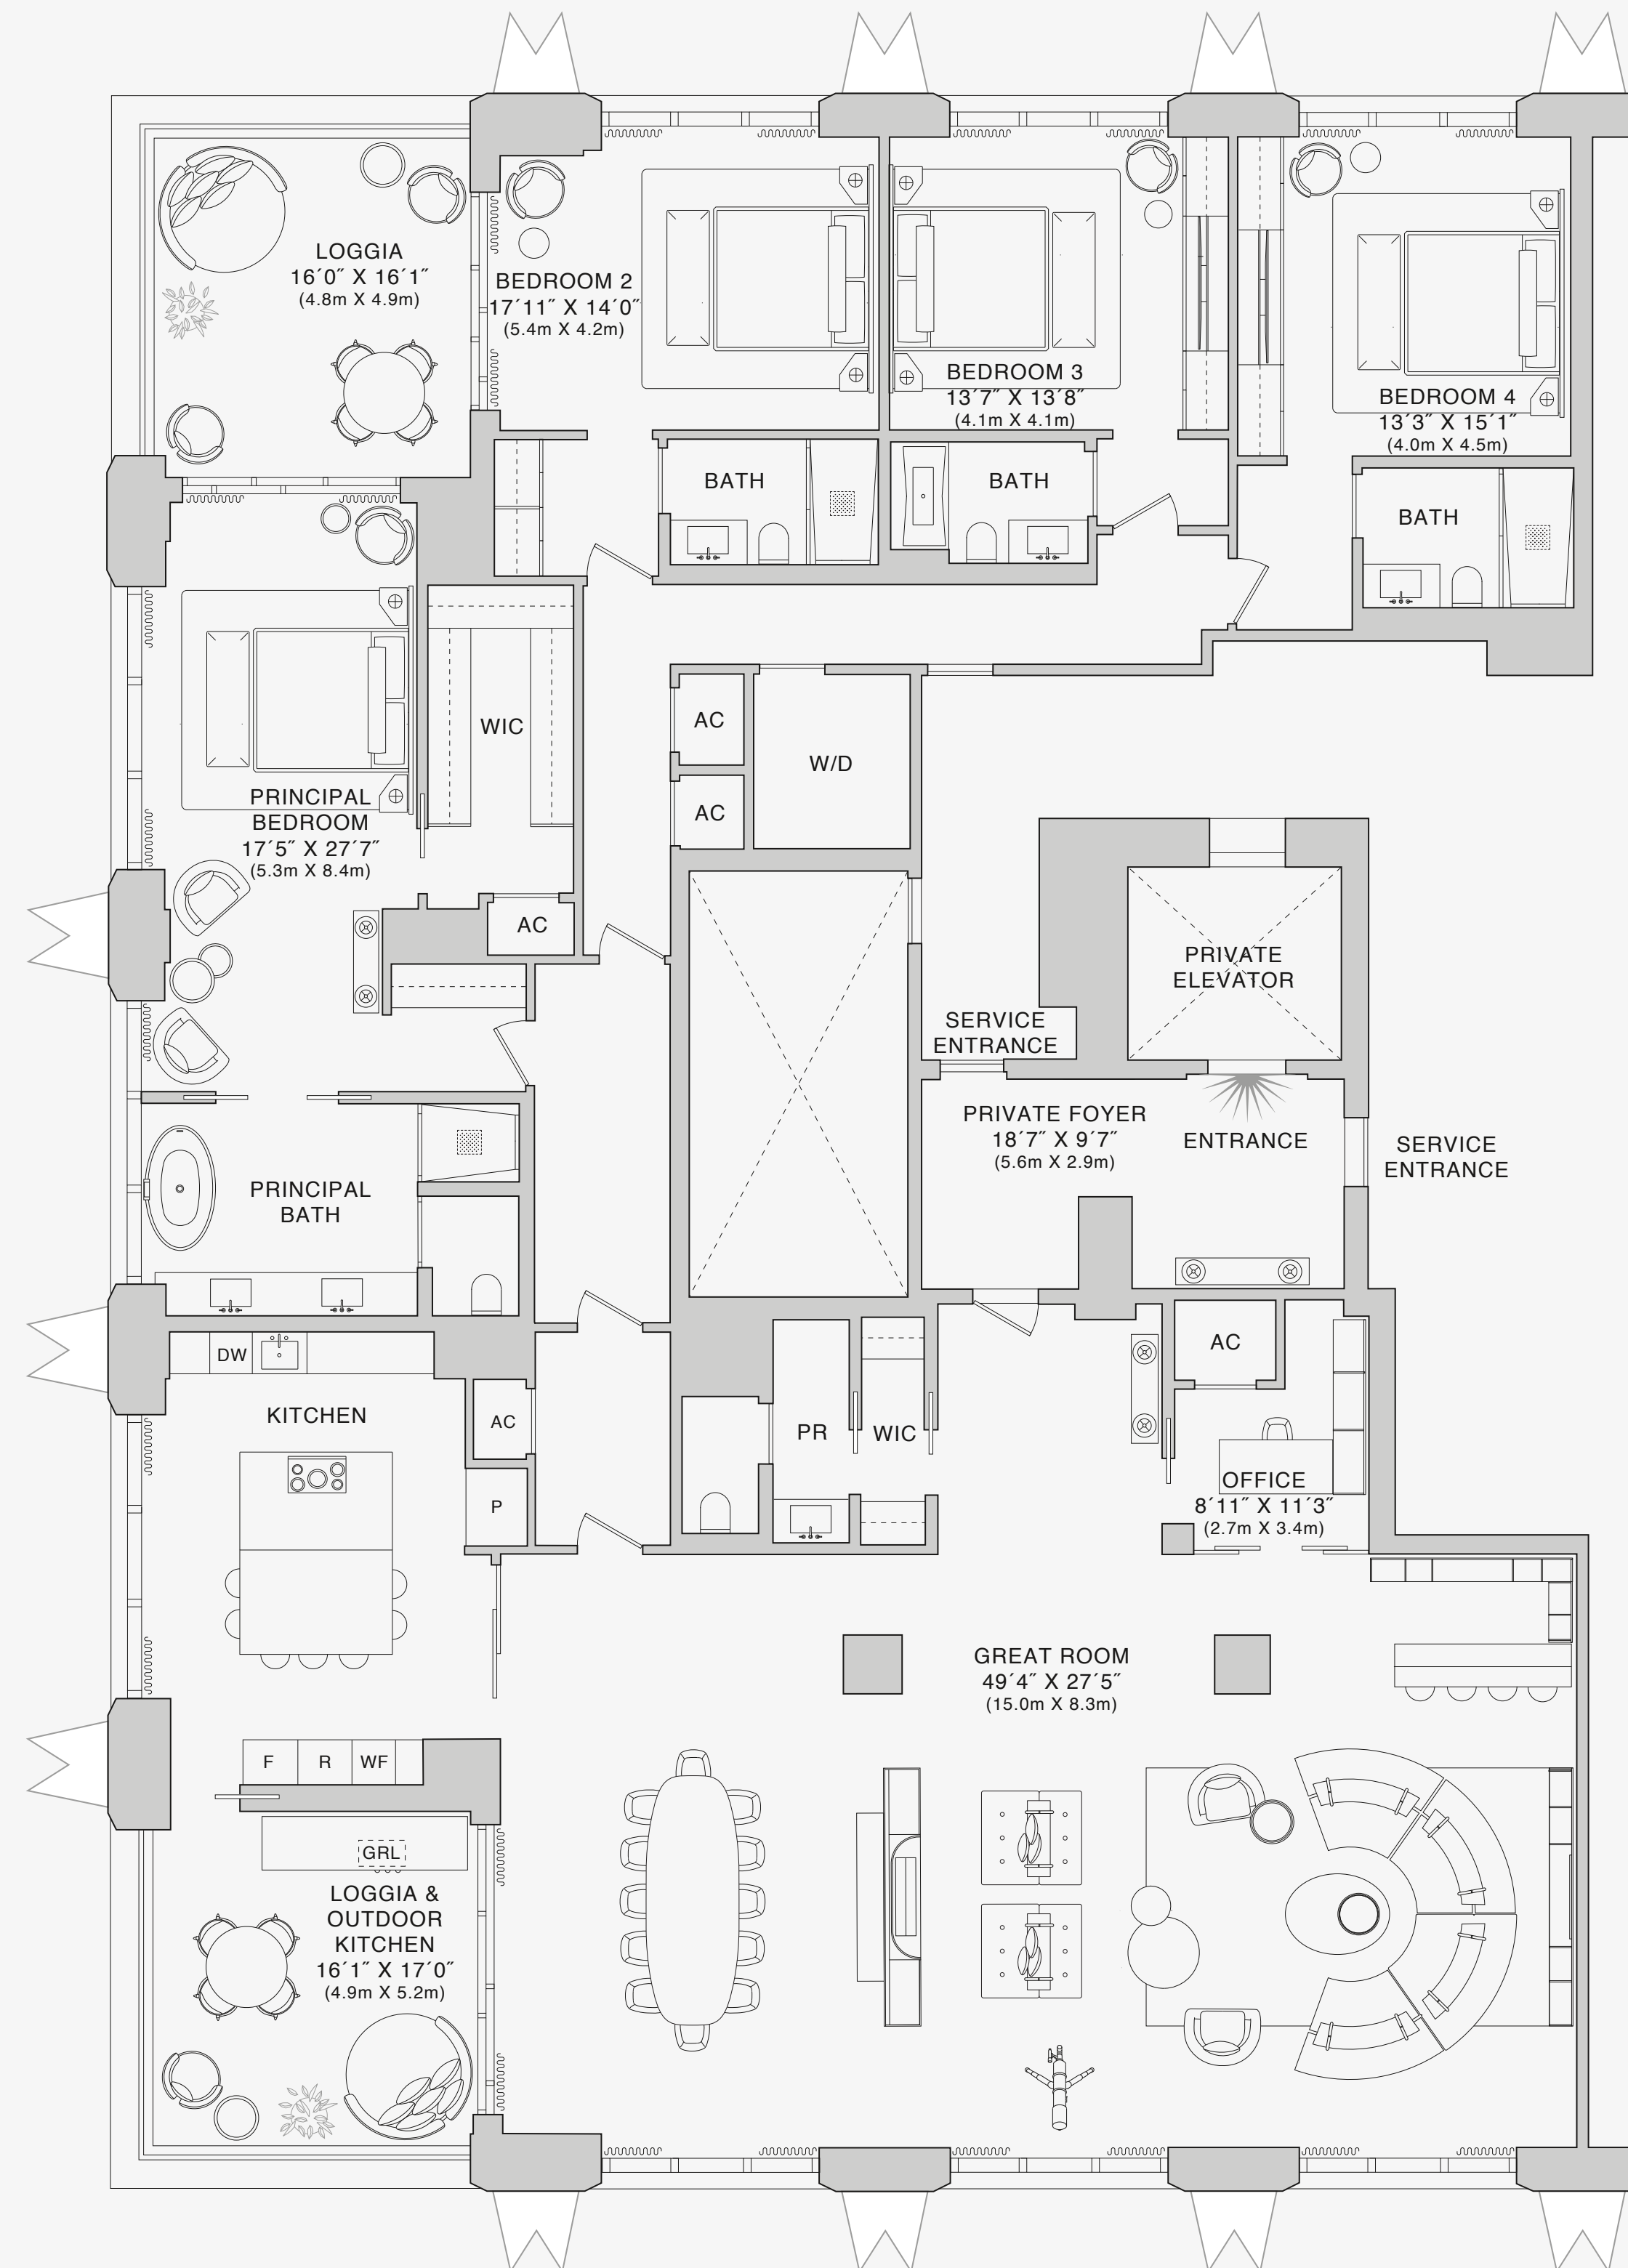 LOGGIA
16′0″ X 16′1″
(4.8m X 4.9m)
BEDROOM 2
17′11″ X 14′0″
(5.4m X 4.2m)
BEDROOM 3
13′7″ X 13′8″
(4.1m X 4.1m)
BEDROOM 4
13′3″ X 15′1″
(4.0m X 4.5m)
BATH
BATH
BATH
WIC
AC
AC
W/D
PRINCIPAL
BEDROOM
17′5″ X 27′7″
(5.3m X 8.4m)
AC
PRIVATE
ELEVATOR
SERVICE
ENTRANCE
PRIVATE FOYER
18′7″ X 9′7″
(5.6m X 2.9m)
ENTRANCE
SERVICE
ENTRANCE
PRINCIPAL
BATH
DW
KITCHEN
AC
P
PR
WIC
AC
OFFICE
8′11″ X 11′3″
(2.7m X 3.4m)
GREAT ROOM
49′4″ X 27′5″
(15.0m X 8.3m)
F
R
WF
GRL
LOGGIA &
OUTDOOR
KITCHEN
16′1″ X 17′0″
(4.9m X 5.2m)